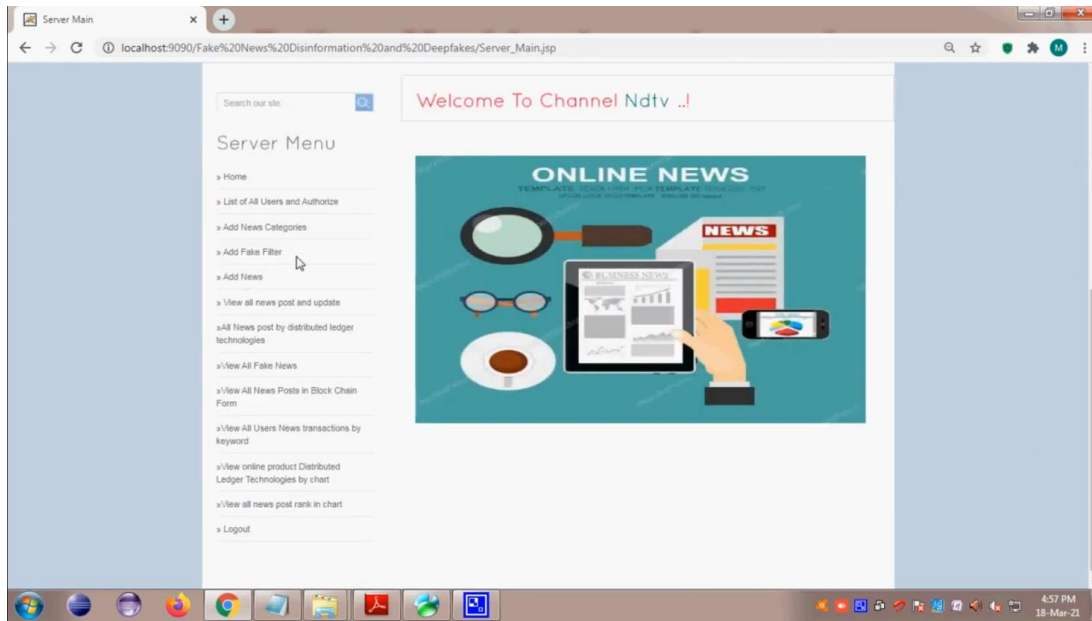 Server Main
M
localhost:9090/Fake%20News%20Disinformation%20and%20Deepfakes/Server_Main.jsp
Search our site:
Welcome To Channel Ndtv ..!
Server Menu
» Home
» List of All Users and Authorize
» Add News Categories
» Add Fake Filter
» Add News
» View all news post and update
»All News post by distributed ledger
technologies
»View All Fake News
»View All News Posts in Block Chain
Form
»View All Users News transactions by
keyword
»View online product Distributed
Ledger Technologies by chart
»View all news post rank in chart
» Logout
ONLINE NEWS
NEWS
BUSINESS NEWS
4:57 PM
18-Mar-21